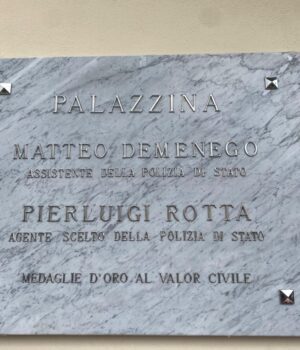 PALAZZINA
MATTEO DEMENEGO
ASSISTENTE DELLA POLIZIA DI STATO
PIERLUIGI ROTTA
AGENTE SCELTO DELLA POLIZIA DI STATO
MEDAGLIE D'ORO AL VALOR CIVILE